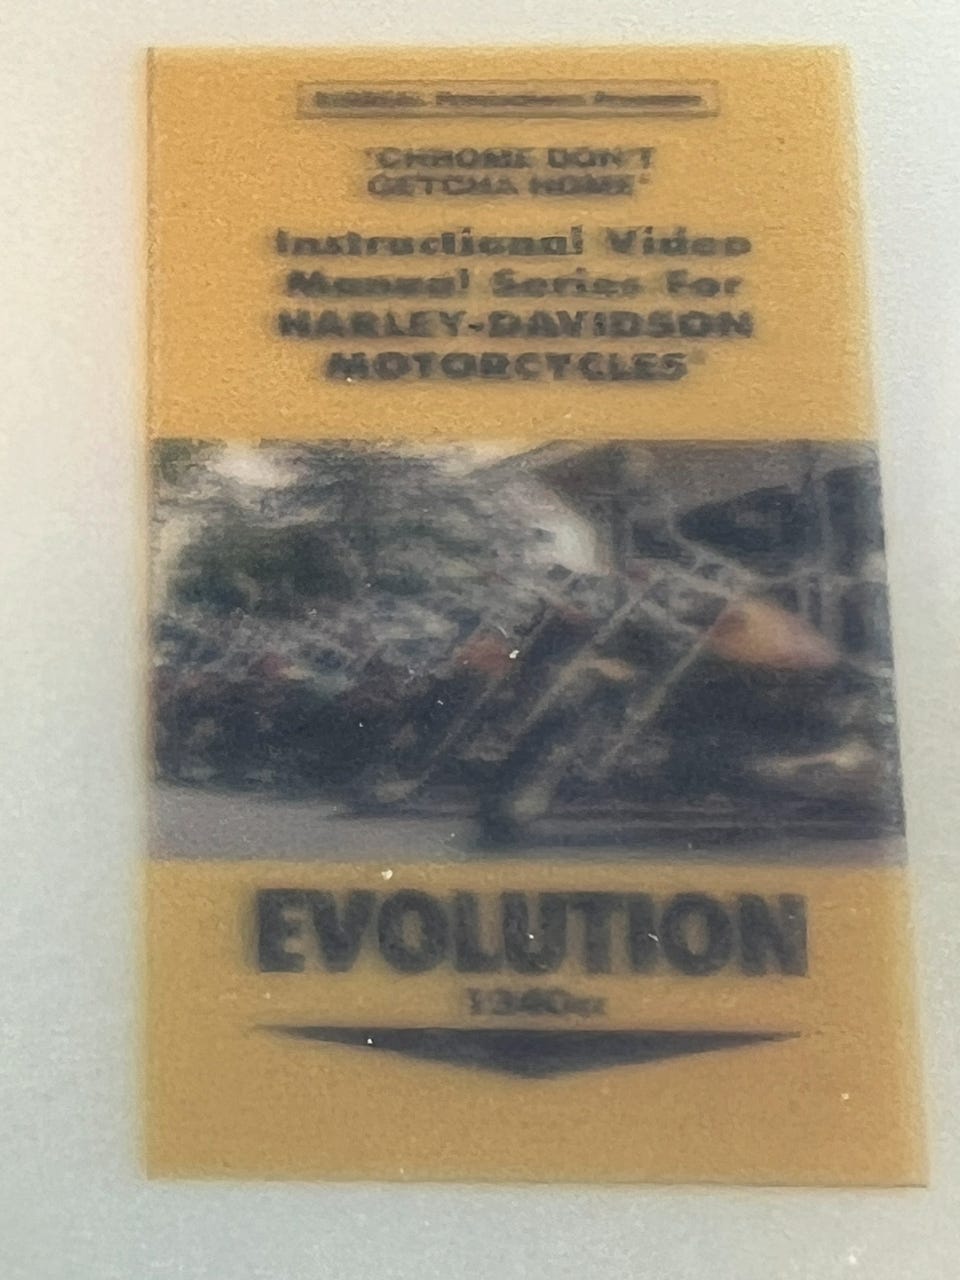 "CHROME DON'T
GETCHA HOME"
Instructional Video
Manual Series For
HARLEY-DAVIDSON
MOTORCYCLES
EVOLUTION
1340cc